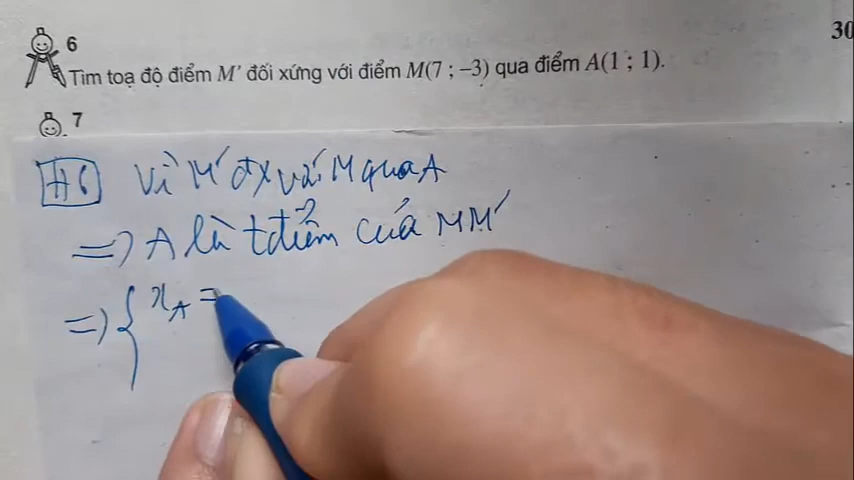 6
30
Tìm toạ độ điểm M' đối xứng với điểm M(7 ; –3) qua điểm A(1 ; 1).
7
H6 Vì M' đx với M qua A
=> A là tđiểm của MM'
=> { x_A =